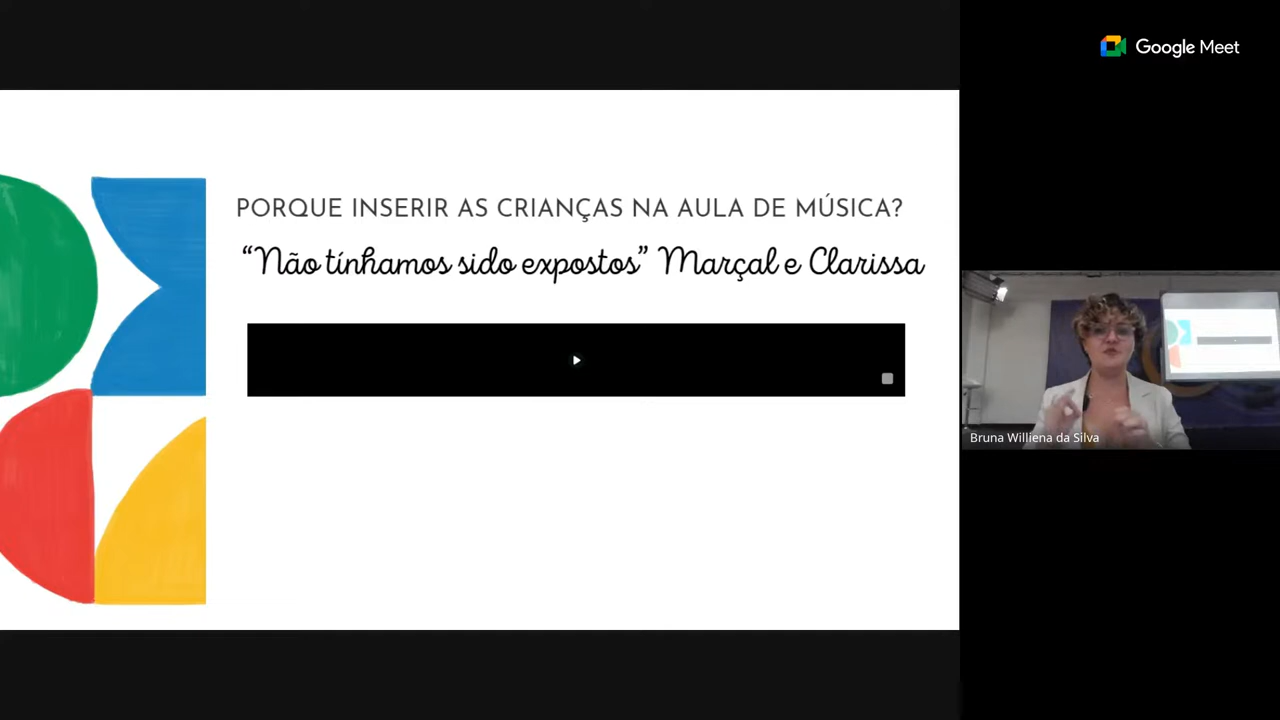 Google Meet
PORQUE INSERIR AS CRIANÇAS NA AULA DE MÚSICA?
“Não tínhamos sido expostos” Marçal e Clarissa
Bruna Williena da Silva